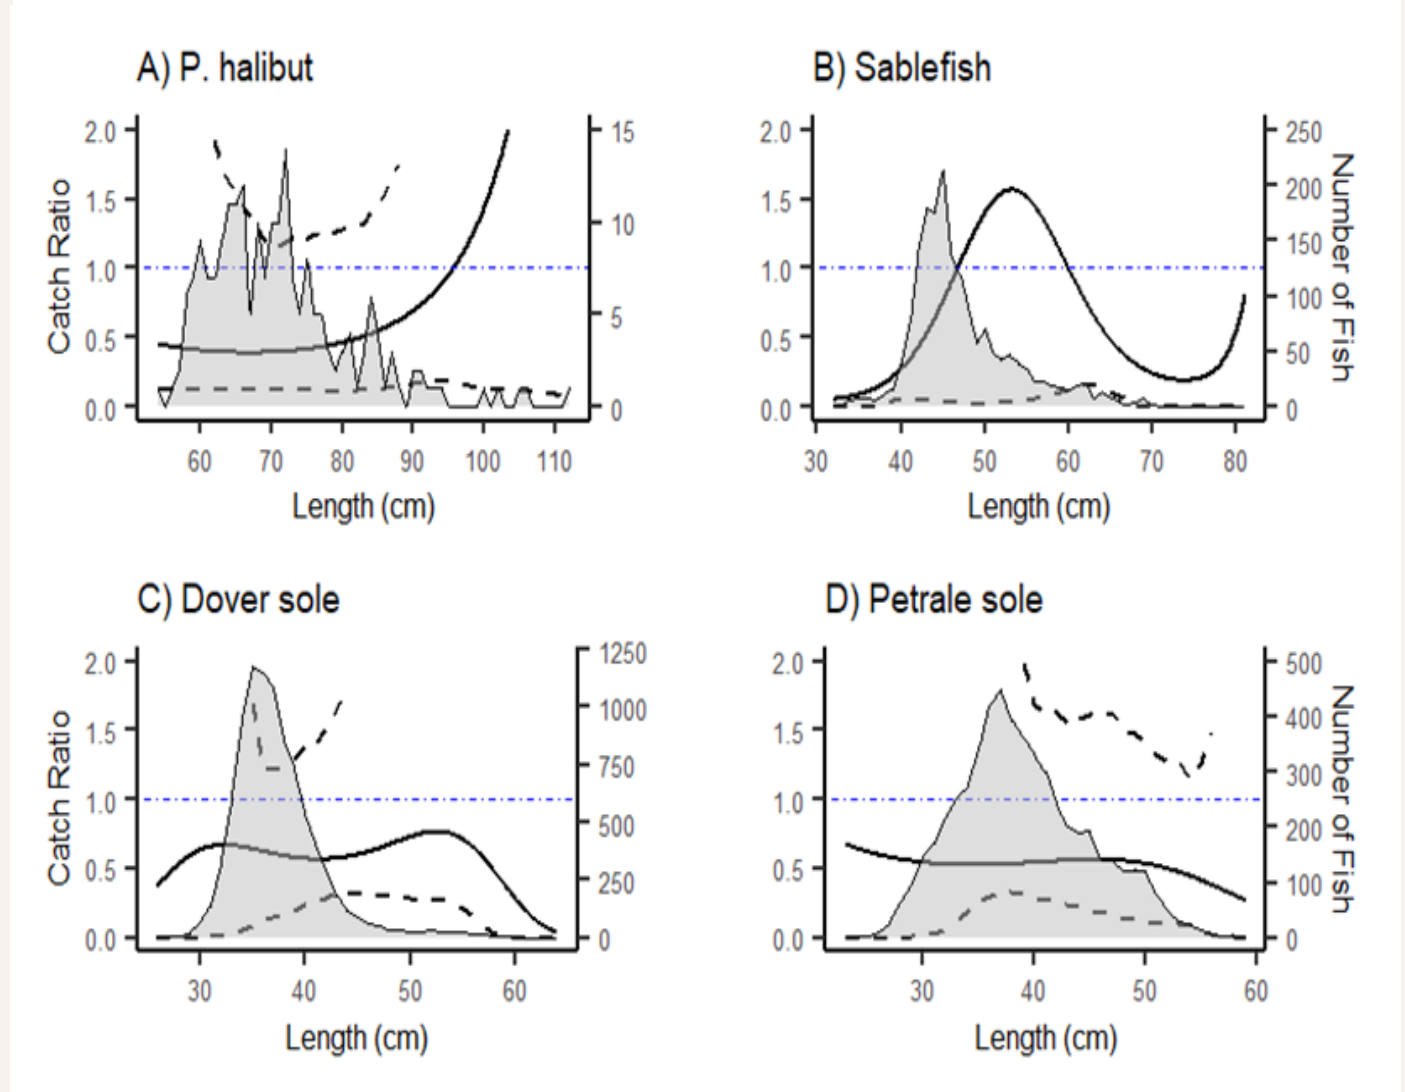 A) P. halibut
B) Sablefish
2.0
1.5
1.0
0.5
0.0
Catch Ratio
15
10
5
0
60 70 80 90 100 110
Length (cm)
2.0
1.5
1.0
0.5
0.0
250
200
150
100
50
0
Number of Fish
30 40 50 60 70 80
Length (cm)
C) Dover sole
D) Petrale sole
2.0
1.5
1.0
0.5
0.0
Catch Ratio
1250
1000
750
500
250
0
30 40 50 60
Length (cm)
2.0
1.5
1.0
0.5
0.0
500
400
300
200
100
0
Number of Fish
30 40 50 60
Length (cm)